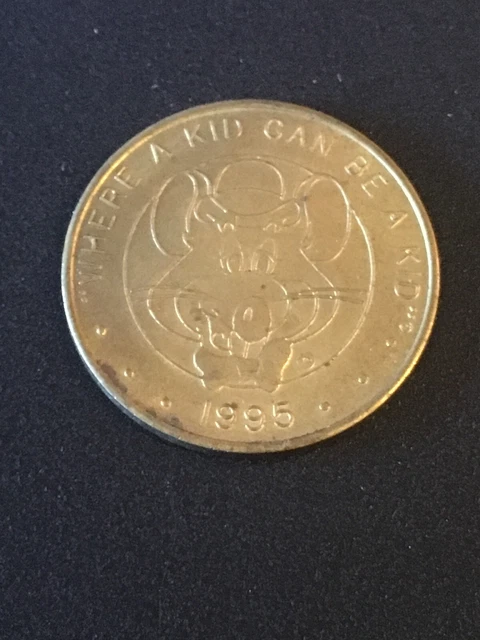 "WHERE A KID CAN BE A KID"
1995